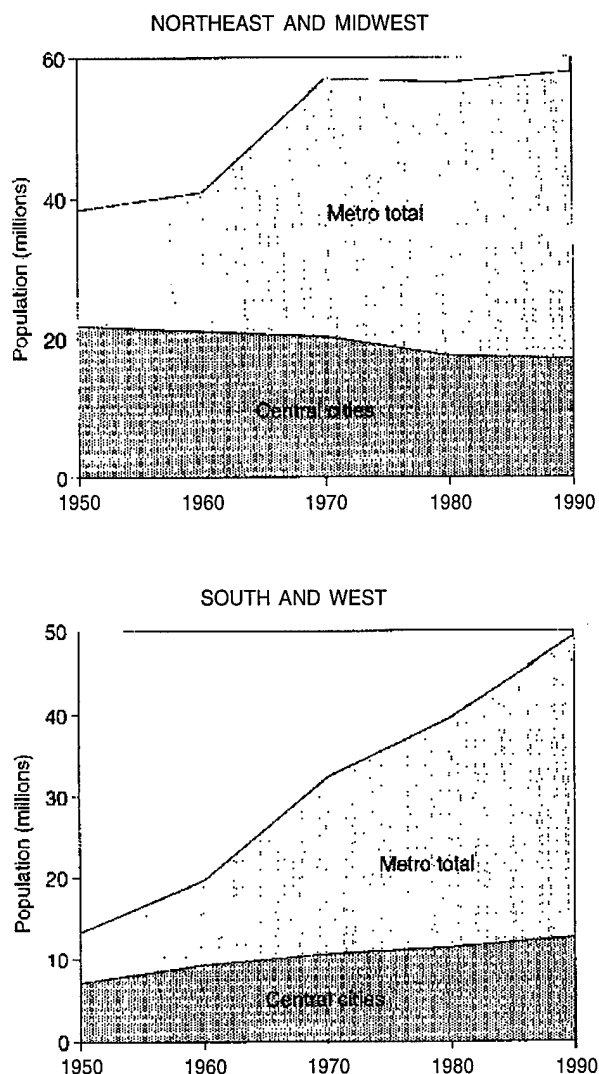 NORTHEAST AND MIDWEST
Population (millions)
60
40
20
0
Metro total
Central cities
1950 1960 1970 1980 1990
SOUTH AND WEST
Population (millions)
50
40
30
20
10
0
Metro total
Central cities
1950 1960 1970 1980 1990